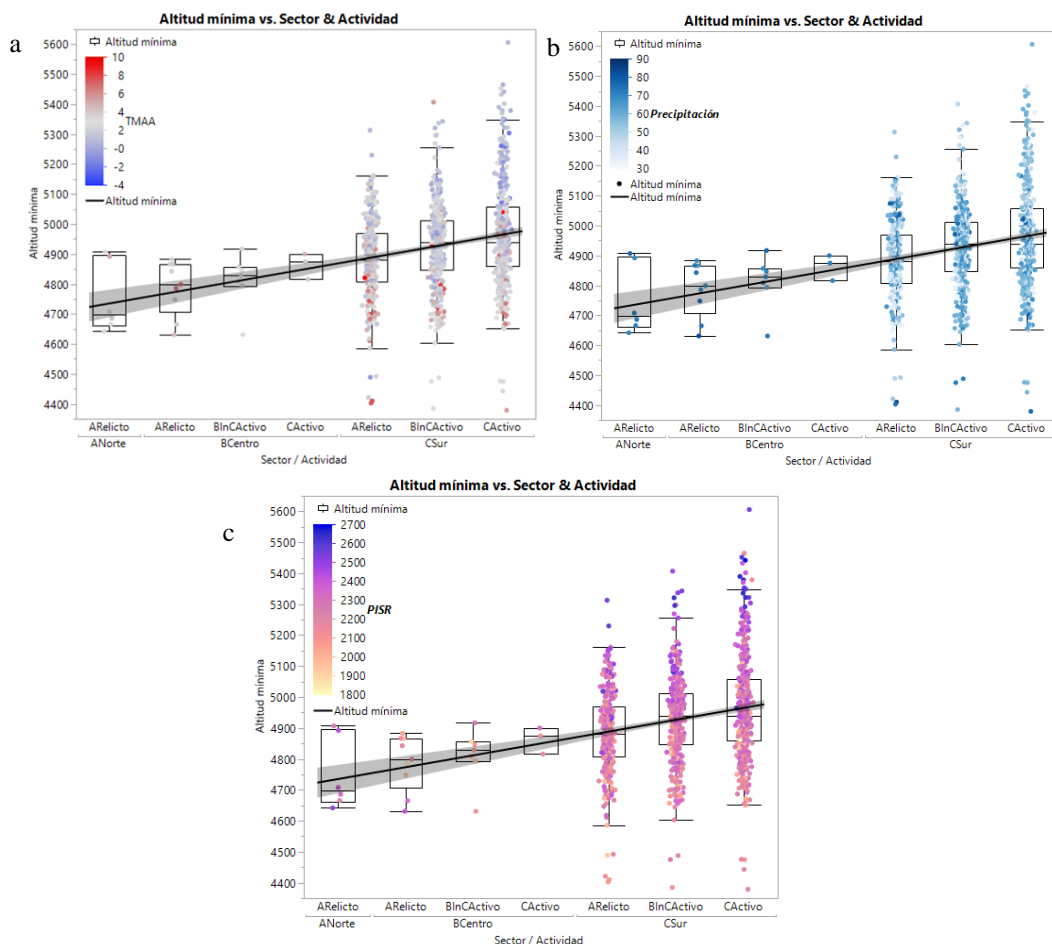 a
Altitud mínima vs. Sector & Actividad
Altitud mínima
10
8
6
4
2
-0
-2
-4
TMAA
Altitud mínima
5600
5500
5400
5300
5200
5100
5000
4900
4800
4700
4600
4500
4400
Altitud mínima
ARelicto ARelicto BInCActivo CActivo ARelicto BInCActivo CActivo
ANorte BCentro CSur
Sector / Actividad
b
Altitud mínima vs. Sector & Actividad
Altitud mínima
90
80
70
60
50
40
30
Precipitación
Altitud mínima
Altitud mínima
5600
5500
5400
5300
5200
5100
5000
4900
4800
4700
4600
4500
4400
Altitud mínima
ARelicto ARelicto BInCActivo CActivo ARelicto BInCActivo CActivo
ANorte BCentro CSur
Sector / Actividad
c
Altitud mínima vs. Sector & Actividad
Altitud mínima
2700
2600
2500
2400
2300
2200
2100
2000
1900
1800
PISR
Altitud mínima
5600
5500
5400
5300
5200
5100
5000
4900
4800
4700
4600
4500
4400
Altitud mínima
ARelicto ARelicto BInCActivo CActivo ARelicto BInCActivo CActivo
ANorte BCentro CSur
Sector / Actividad